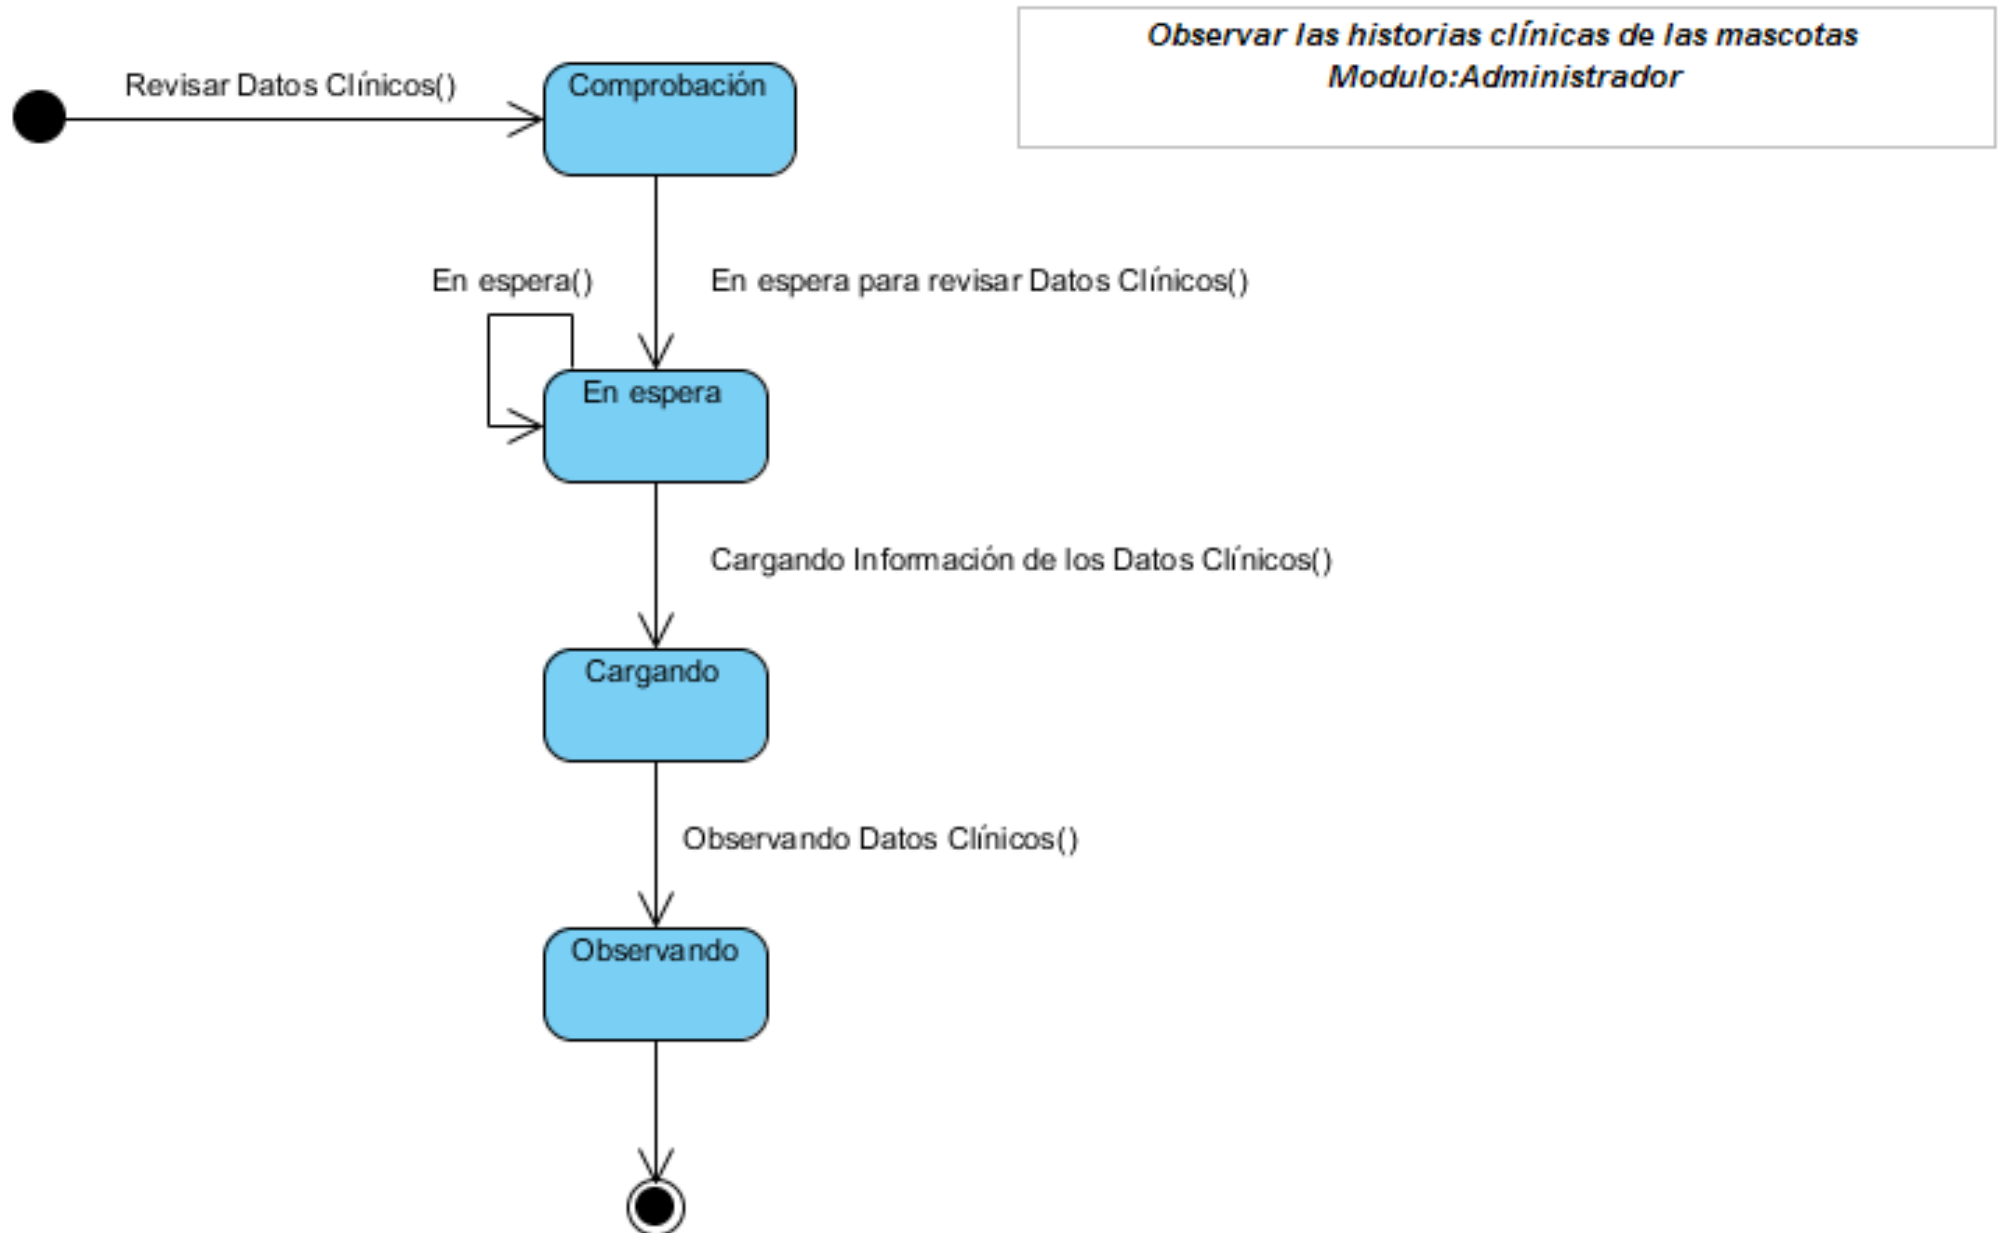 Observar las historias clínicas de las mascotas
Modulo:Administrador
Revisar Datos Clínicos()
Comprobación
En espera()
En espera para revisar Datos Clínicos()
En espera
Cargando Información de los Datos Clínicos()
Cargando
Observando Datos Clínicos()
Observando